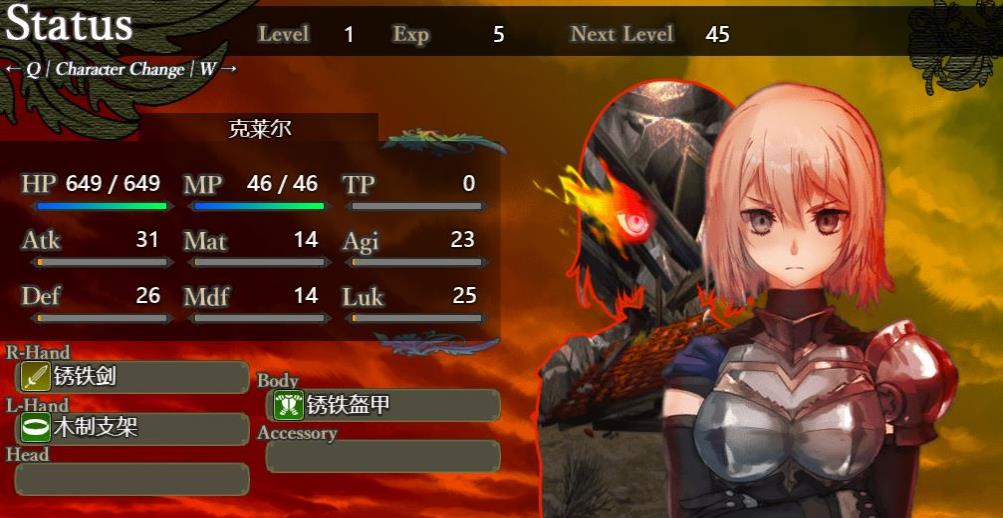 Status
Level 1 Exp 5 Next Level 45
← Q | Character Change | W →
克莱尔
HP 649 / 649 MP 46 / 46 TP 0
Atk 31 Mat 14 Agi 23
Def 26 Mdf 14 Luk 25
R-Hand
锈铁剑
L-Hand
木制支架
Head
Body
锈铁盔甲
Accessory